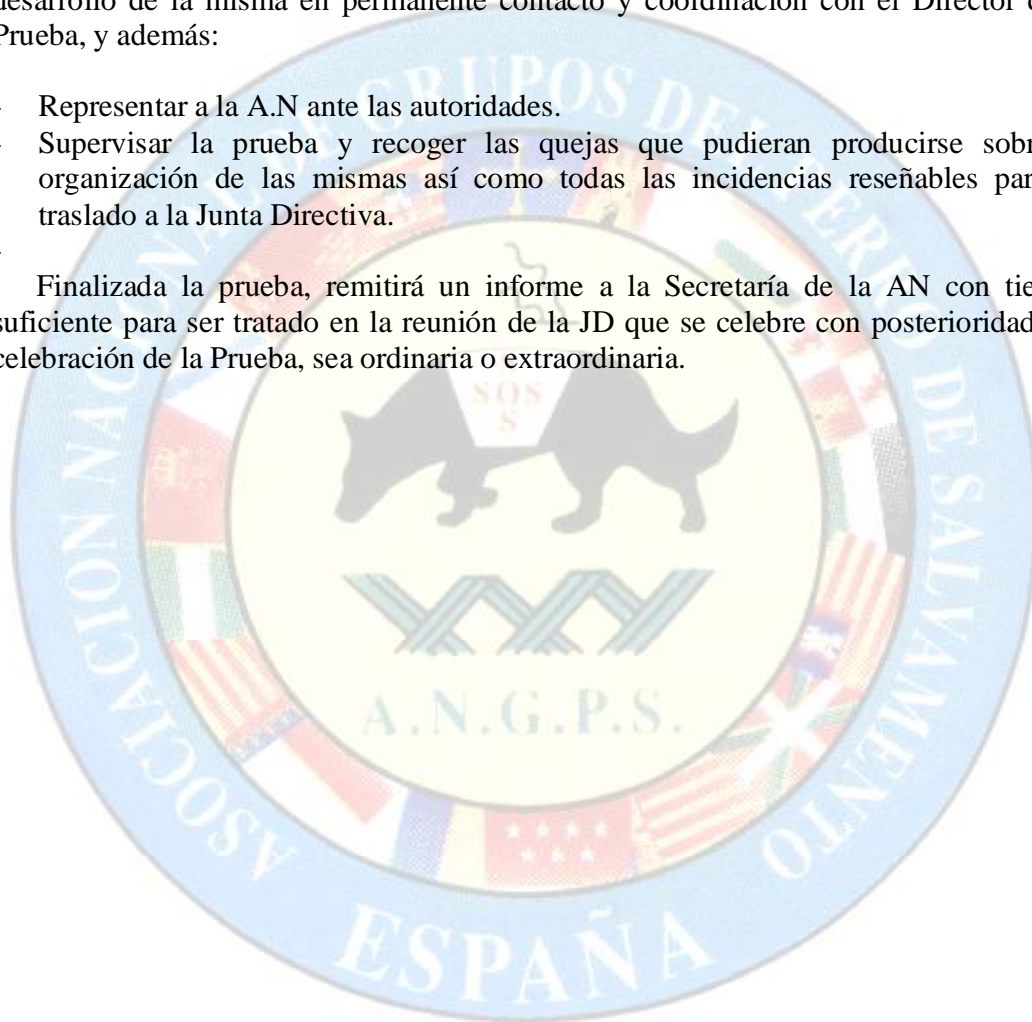 desarrollo de la misma en permanente contacto y coordinación con el Director
Prueba, y además:
- Representar a la A.N ante las autoridades.
- Supervisar la prueba y recoger las quejas que pudieran producirse
organización de las mismas así como todas las incidencias reseñables
traslado a la Junta Directiva.
-
Finalizada la prueba, remitirá un informe a la Secretaría de la AN con
suficiente para ser tratado en la reunión de la JD que se celebre con posterioridad
celebración de la Prueba, sea ordinaria o extraordinaria.
ASOCIACION NACIONAL DE GRUPOS DE PERRO DE SALVAMENTO
SOS
S
A.N.G.P.S.
ESPAÑA